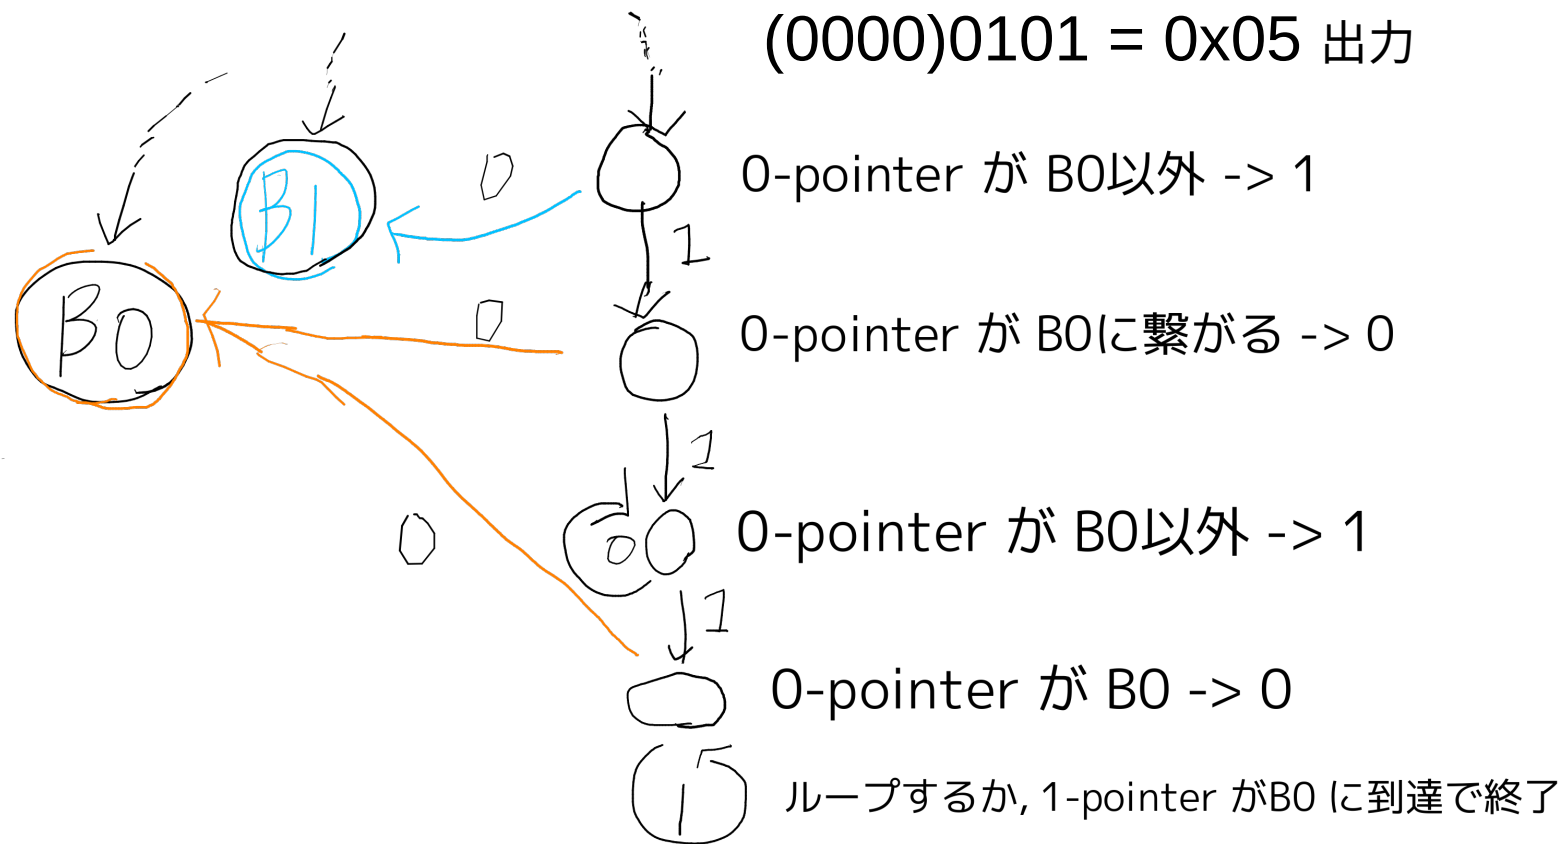 (0000)0101 = 0x05 出力
B1
0
0-pointer が B0以外 -> 1
1
B0
0
0-pointer が B0に繋がる -> 0
1
0
0-pointer が B0以外 -> 1
1
0-pointer が B0 -> 0
1
ループするか, 1-pointer がB0 に到達で終了